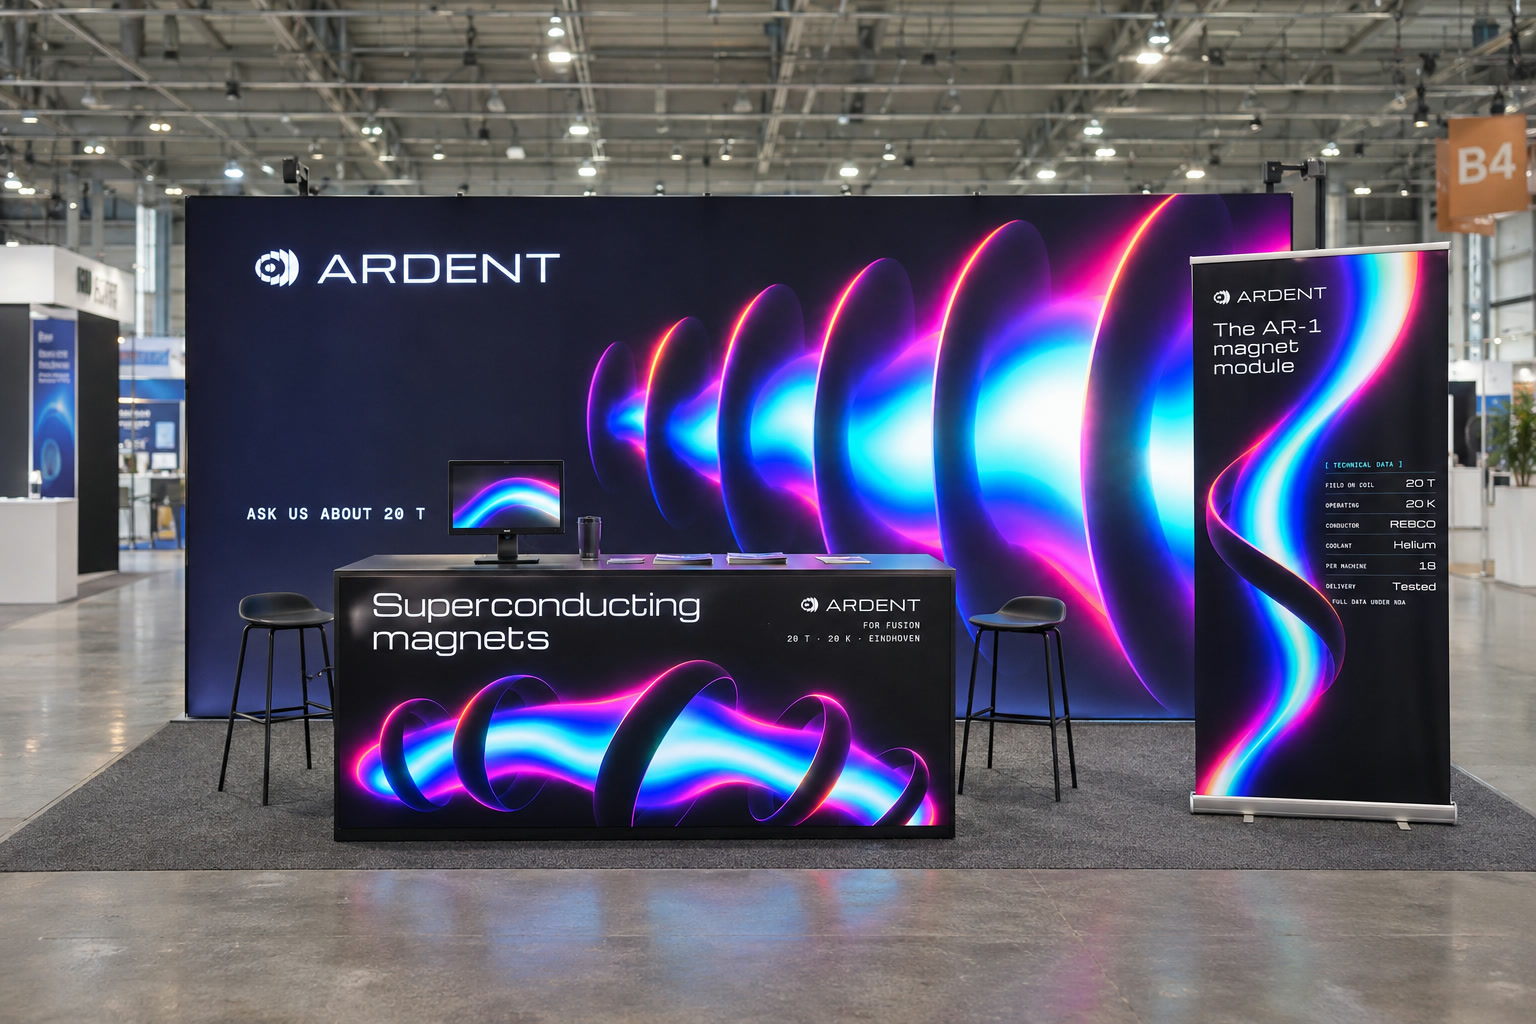 B4
ARDENT
ASK US ABOUT 20 T
Superconducting
magnets
ARDENT
FOR FUSION
20 T · 20 K · EINDHOVEN
ARDENT
The AR-1
magnet
module
[ TECHNICAL DATA ]
FIELD ON COIL 20 T
OPERATING 20 K
CONDUCTOR REBCO
COOLANT Helium
PER MACHINE 18
DELIVERY Tested
FULL DATA UNDER NDA